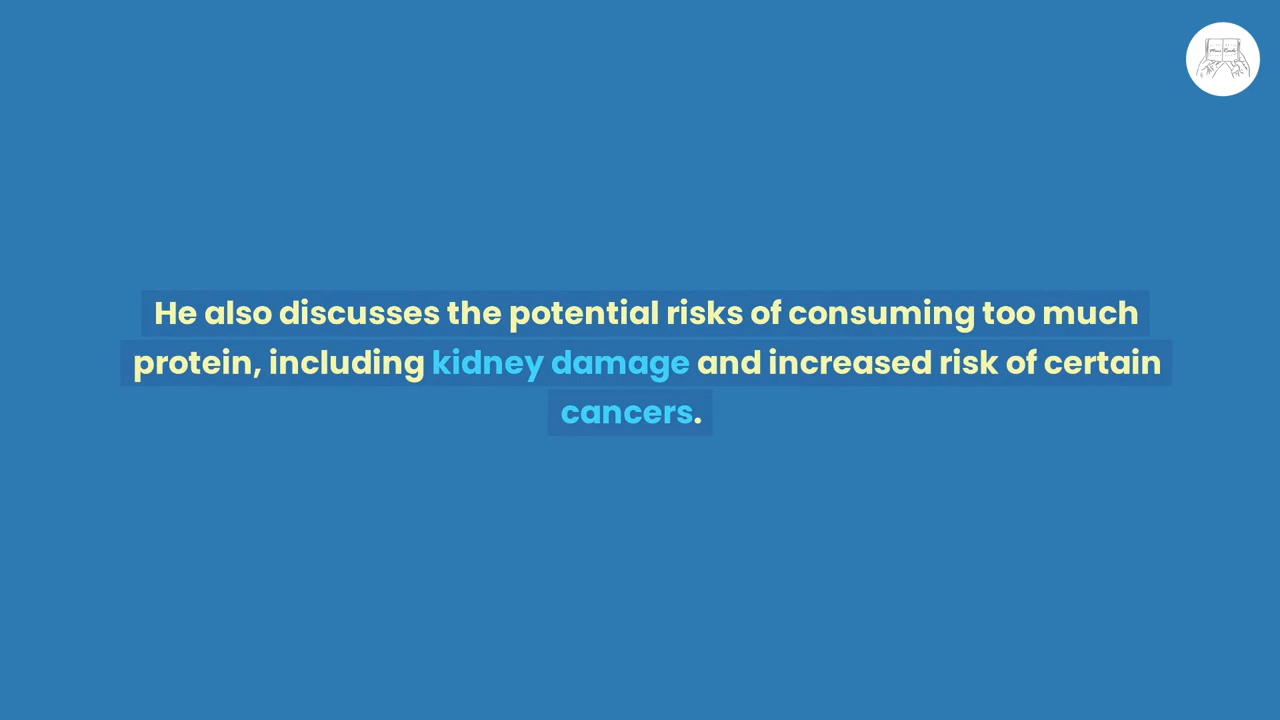 He also discusses the potential risks of consuming too much
protein, including kidney damage and increased risk of certain
cancers.